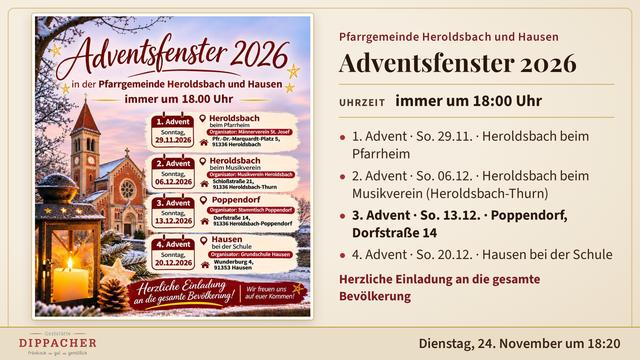 Adventsfenster 2026
in der Pfarrgemeinde Heroldsbach und Hausen
immer um 18.00 Uhr
1. Advent
Sonntag,
29.11.2026
Heroldsbach
beim Pfarrheim
Organisator: Männerverein St. Josef
Pfr.-Dr.-Marquardt-Platz 5,
91336 Heroldsbach
2. Advent
Sonntag,
06.12.2026
Heroldsbach
beim Musikverein
Organisator: Musikverein Heroldsbach
Schloßstraße 21,
91336 Heroldsbach-Thurn
3. Advent
Sonntag,
13.12.2026
Poppendorf
Organisator: Stammtisch Poppendorf
Dorfstraße 14,
91336 Heroldsbach-Poppendorf
4. Advent
Sonntag,
20.12.2026
Hausen
bei der Schule
Organisator: Grundschule Hausen
Wunderburg 4,
91353 Hausen
Herzliche Einladung
an die gesamte Bevölkerung!
Wir freuen uns
auf euer Kommen!
Pfarrgemeinde Heroldsbach und Hausen
Adventsfenster 2026
UHRZEIT immer um 18:00 Uhr
• 1. Advent · So. 29.11. · Heroldsbach beim
Pfarrheim
• 2. Advent · So. 06.12. · Heroldsbach beim
Musikverein (Heroldsbach-Thurn)
• 3. Advent · So. 13.12. · Poppendorf,
Dorfstraße 14
• 4. Advent · So. 20.12. · Hausen bei der Schule
Herzliche Einladung an die gesamte
Bevölkerung
Gaststätte
DIPPACHER
fränkisch – gut – gemütlich
Dienstag, 24. November um 18:20